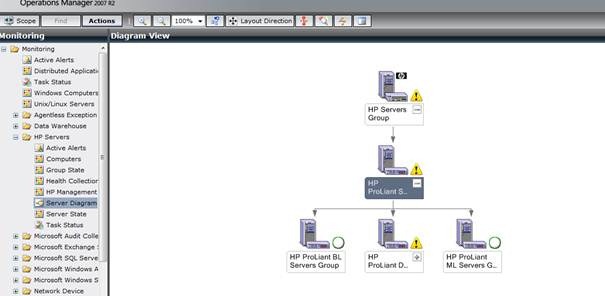 Operations Manager 2007 R2
Scope Find Actions 100% Layout Direction
Monitoring
Diagram View
Monitoring
Active Alerts
Distributed Applicati
Task Status
Windows Computers
Unix/Linux Servers
Agentless Exception
Data Warehouse
HP Servers
Active Alerts
Computers
Group State
Health Collection
HP Management
Server Diagram
Server State
Task Status
Microsoft Audit Colle
Microsoft Exchange
Microsoft SQL Serve
Microsoft Windows A
Microsoft Windows S
Network Device
hp
HP Servers
Group
HP
ProLiant S...
HP ProLiant BL
Servers Group
HP
ProLiant D...
HP ProLiant
ML Servers G...